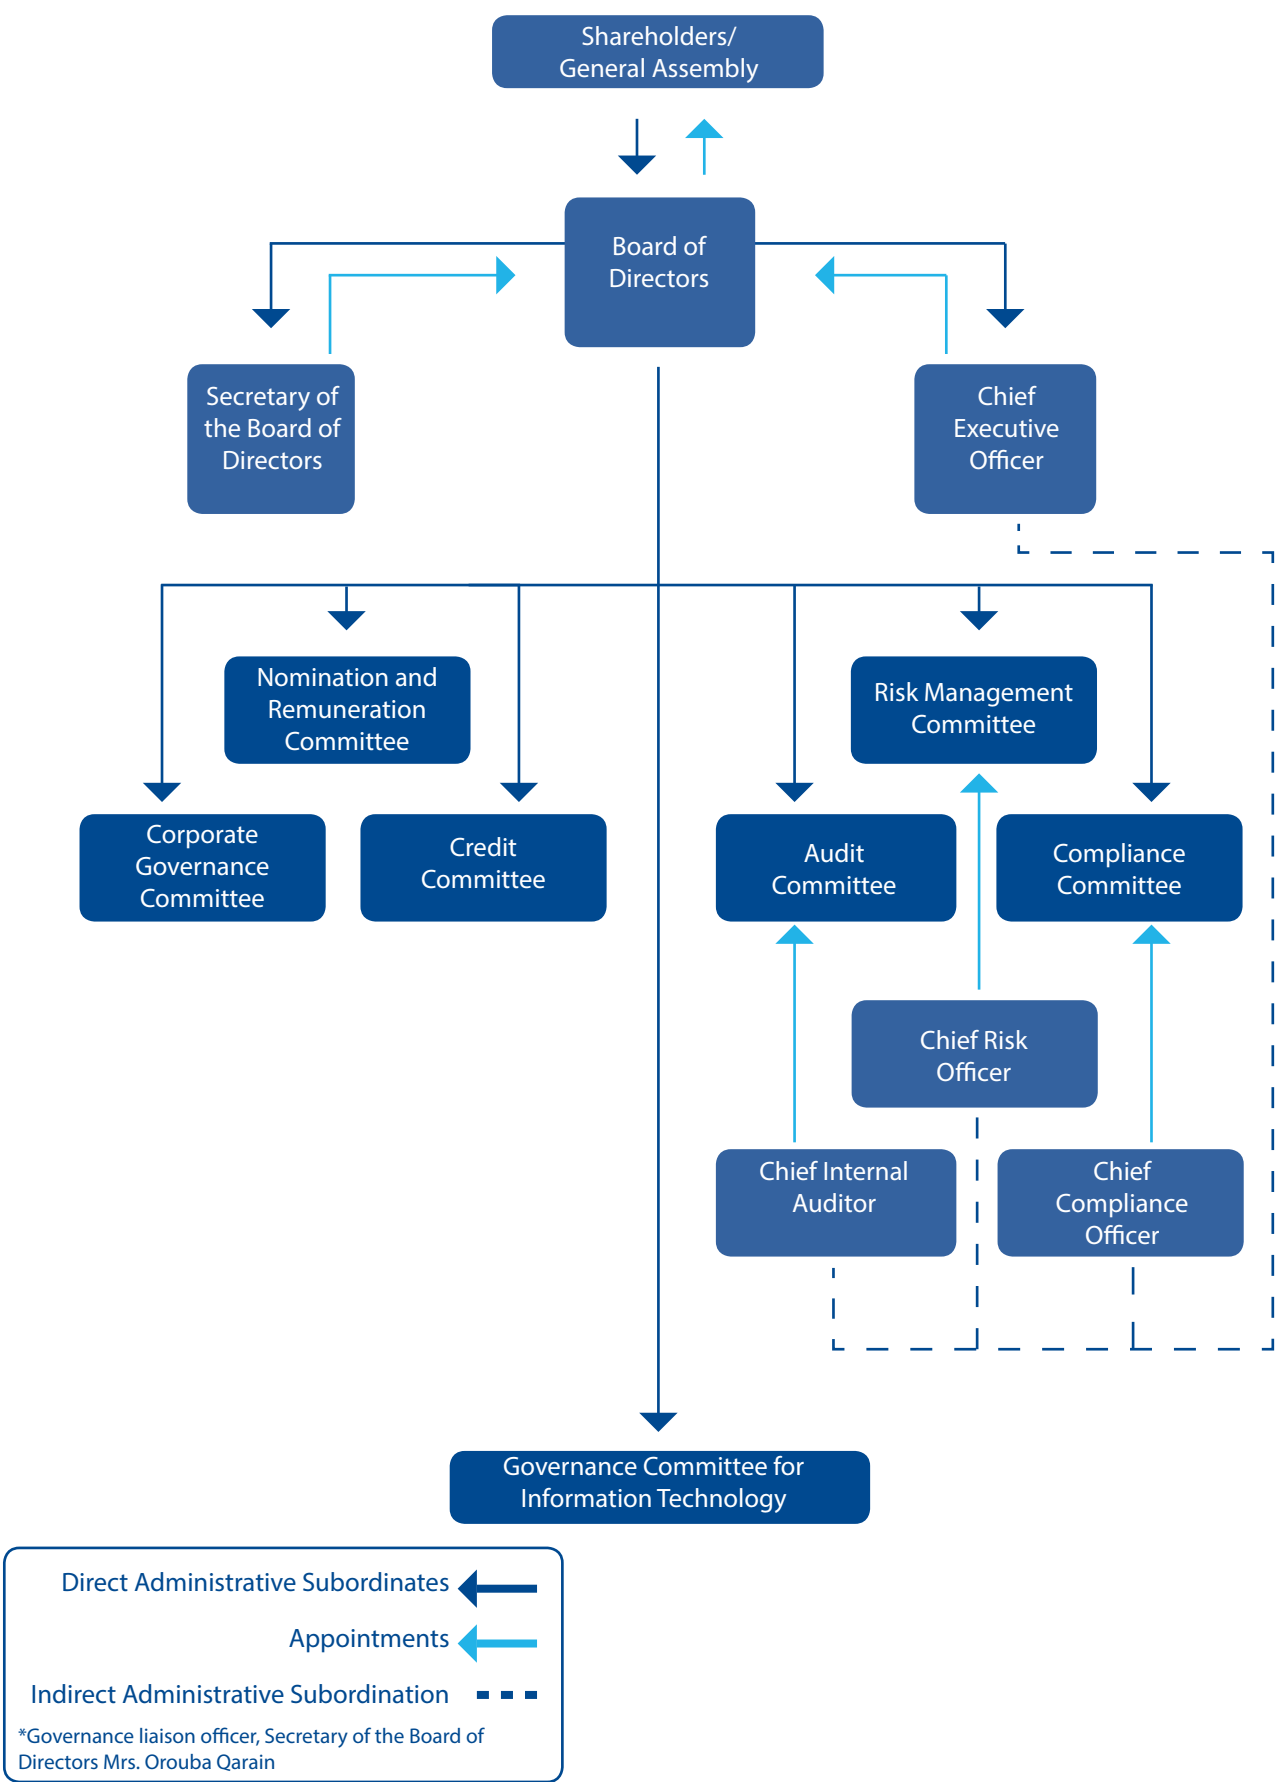 Shareholders/
General Assembly
Board of
Directors
Secretary of
the Board of
Directors
Chief
Executive
Officer
Nomination and
Remuneration
Committee
Risk Management
Committee
Corporate
Governance
Committee
Credit
Committee
Audit
Committee
Compliance
Committee
Chief Risk
Officer
Chief Internal
Auditor
Chief
Compliance
Officer
Governance Committee for
Information Technology
Direct Administrative Subordinates
Appointments
Indirect Administrative Subordination
*Governance liaison officer, Secretary of the Board of
Directors Mrs. Orouba Qarain